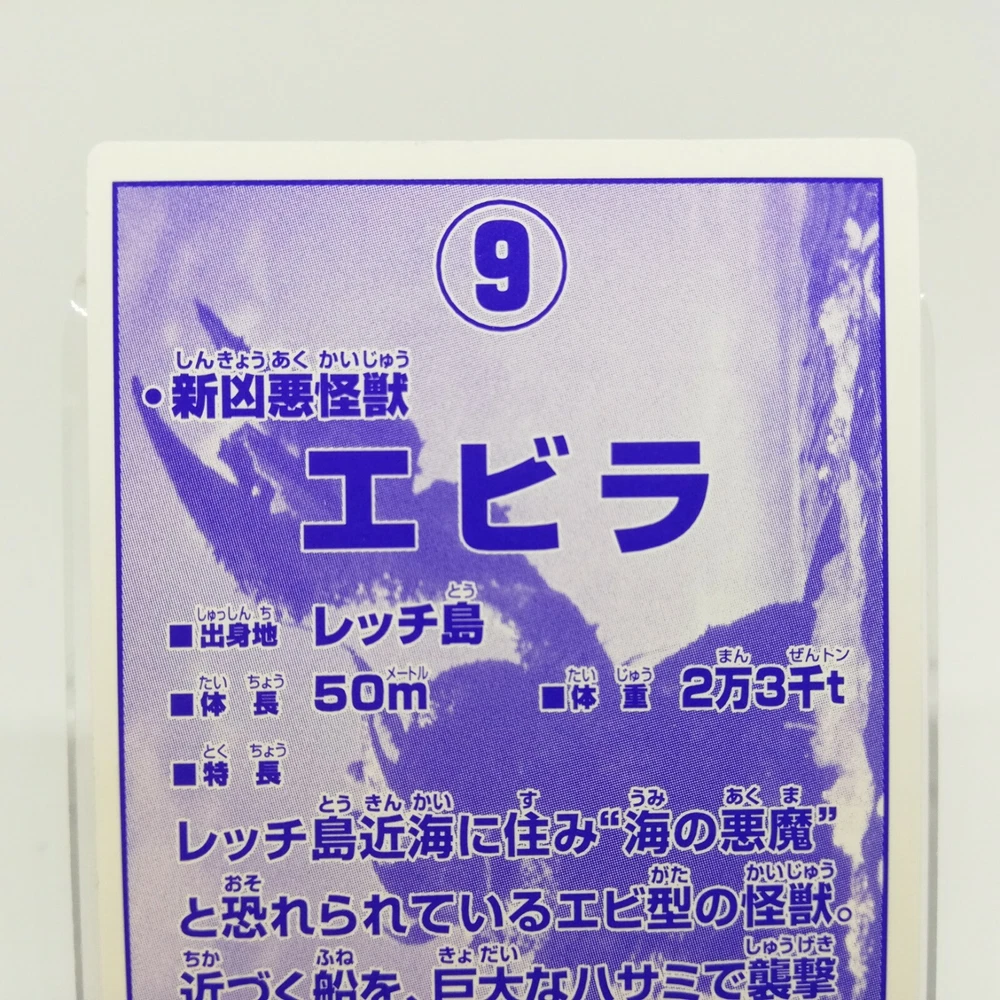 9
しんきょうあくかいじゅう
・新凶悪怪獣
エビラ
しゅっしんち とう
■出身地 レッチ島
たいちょう メートル たいじゅう まん ぜん トン
■体長 50m ■体重 2万3千t
とくちょう
■特長
とうきんかい す うみ あくま
レッチ島近海に住み“海の悪魔”
おそ がた かいじゅう
と恐れられているエビ型の怪獣。
ちか ふね きょだい しゅうげき
近づく船を、巨大なハサミで襲撃